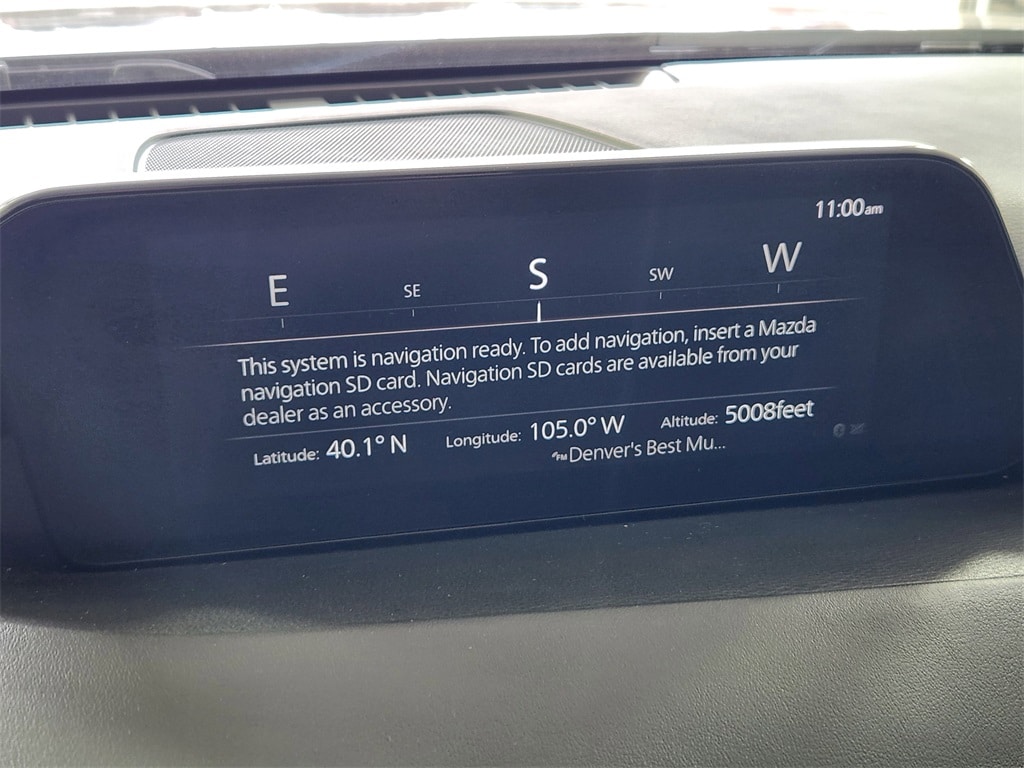 11:00am
E SE S SW W
This system is navigation ready. To add navigation, insert a Mazda
navigation SD card. Navigation SD cards are available from your
dealer as an accessory.
Latitude: 40.1° N Longitude: 105.0° W Altitude: 5008feet
FM Denver's Best Mu...